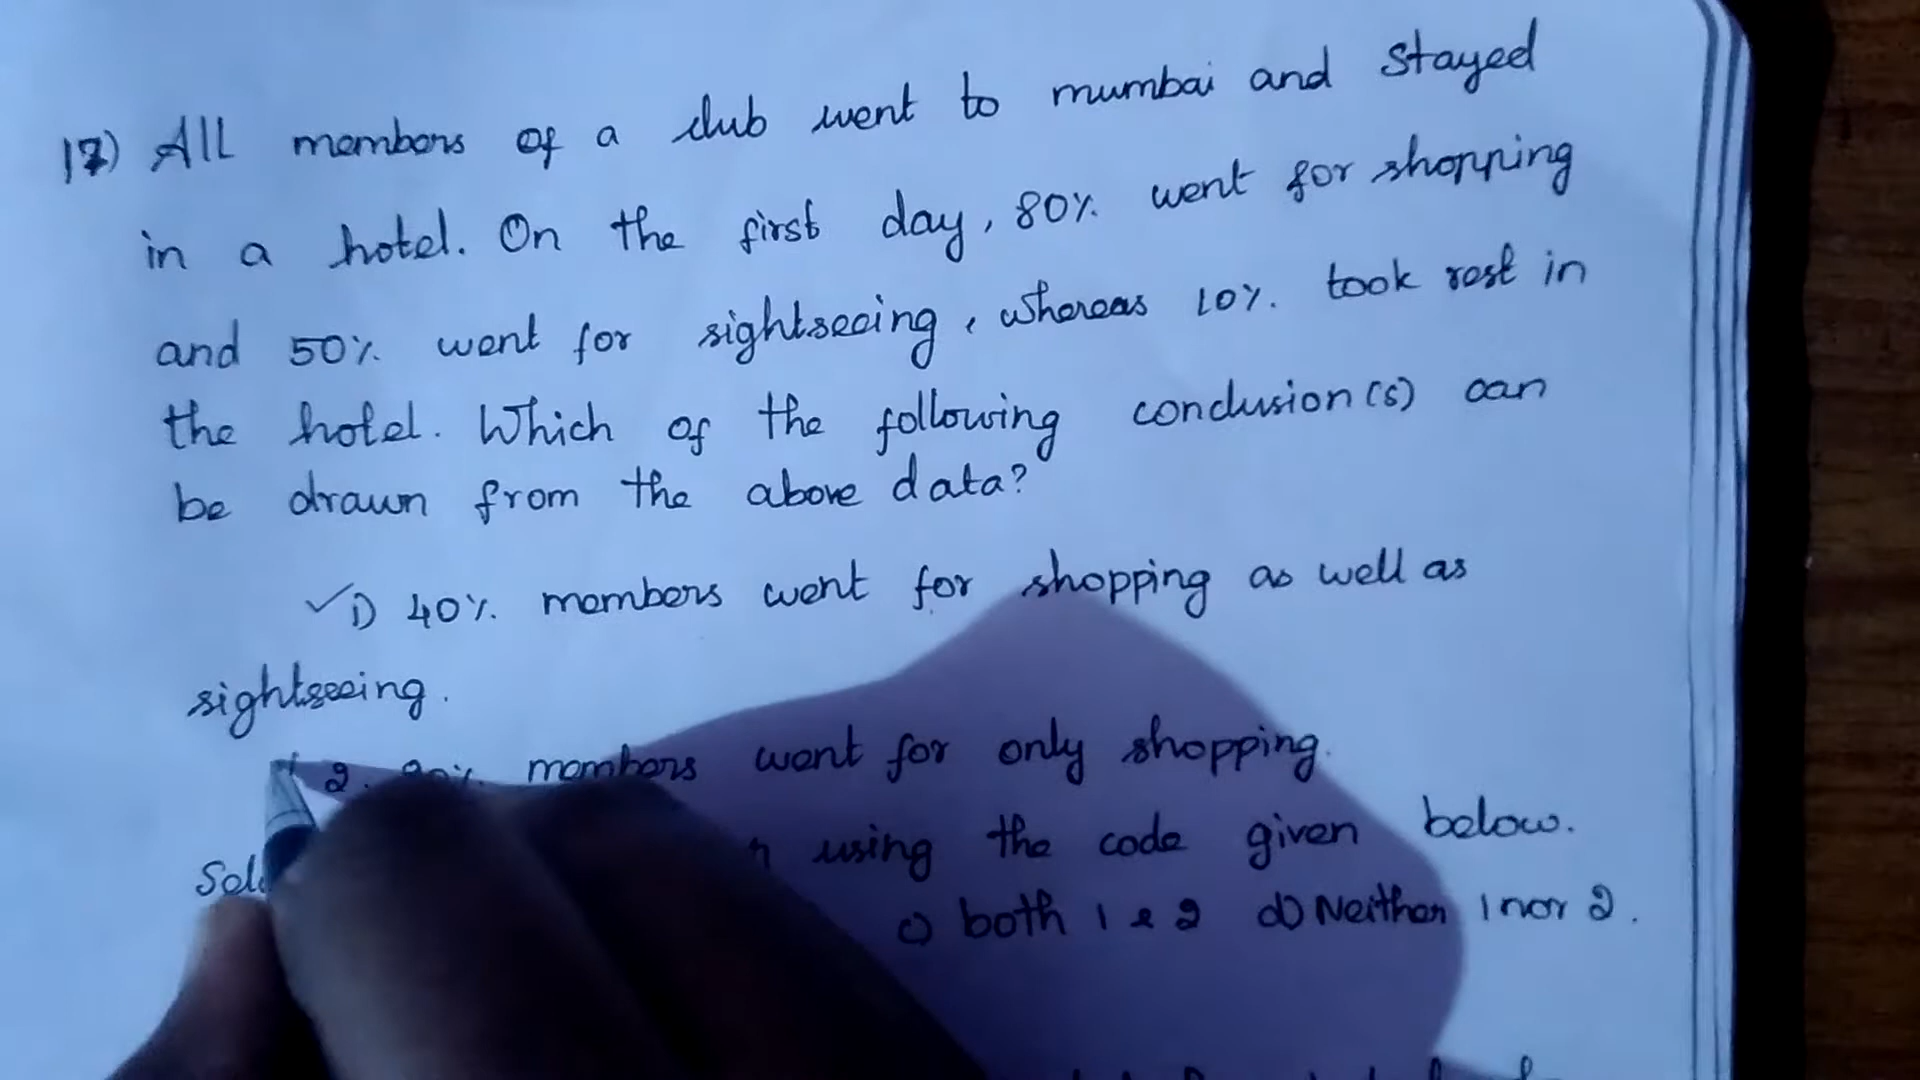 17) All members of a club went to mumbai and stayed
in a hotel. On the first day, 80% went for shopping
and 50% went for sightseeing, whereas 10% took rest in
the hotel. Which of the following conclusion(s) can
be drawn from the above data?
✓1) 40% members went for shopping as well as
sightseeing.
2. members went for only shopping.
using the code given below.
c) both 1 & 2 d) Neither 1 nor 2.